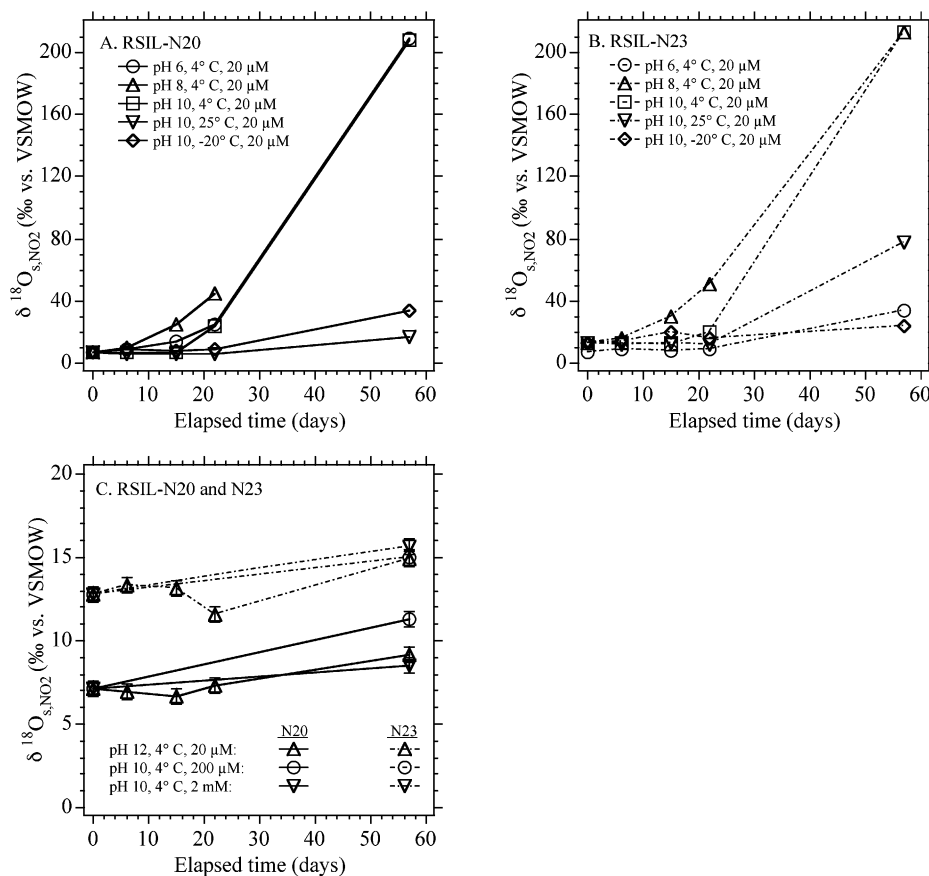 A. RSIL-N20
pH 6, 4° C, 20 µM
pH 8, 4° C, 20 µM
pH 10, 4° C, 20 µM
pH 10, 25° C, 20 µM
pH 10, -20° C, 20 µM
δ 18Os,NO2 (‰ vs. VSMOW)
200
160
120
80
40
0
0 10 20 30 40 50 60
Elapsed time (days)
B. RSIL-N23
pH 6, 4° C, 20 µM
pH 8, 4° C, 20 µM
pH 10, 4° C, 20 µM
pH 10, 25° C, 20 µM
pH 10, -20° C, 20 µM
δ 18Os,NO2 (‰ vs. VSMOW)
200
160
120
80
40
0
0 10 20 30 40 50 60
Elapsed time (days)
C. RSIL-N20 and N23
δ 18Os,NO2 (‰ vs. VSMOW)
20
15
10
5
0
N20 N23
pH 12, 4° C, 20 µM:
pH 10, 4° C, 200 µM:
pH 10, 4° C, 2 mM:
0 10 20 30 40 50 60
Elapsed time (days)